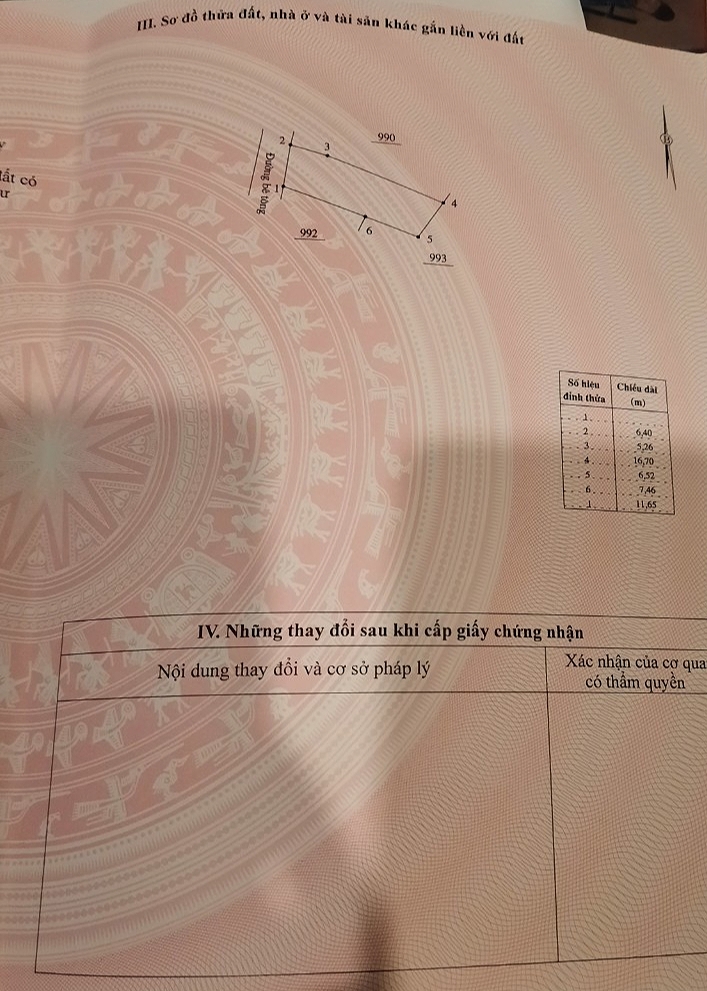 III. Sơ đồ thửa đất, nhà ở và tài sản khác gắn liền với đất
đất có
ư
Đường bê tông
2
3
990
1
4
992
6
5
993
Số hiệu đỉnh thửa Chiều dài (m)
1
2 6,40
3 5,26
4 16,70
5 6,52
6 7,46
1 11,65
IV. Những thay đổi sau khi cấp giấy chứng nhận
Nội dung thay đổi và cơ sở pháp lý
Xác nhận của cơ qua
có thẩm quyền